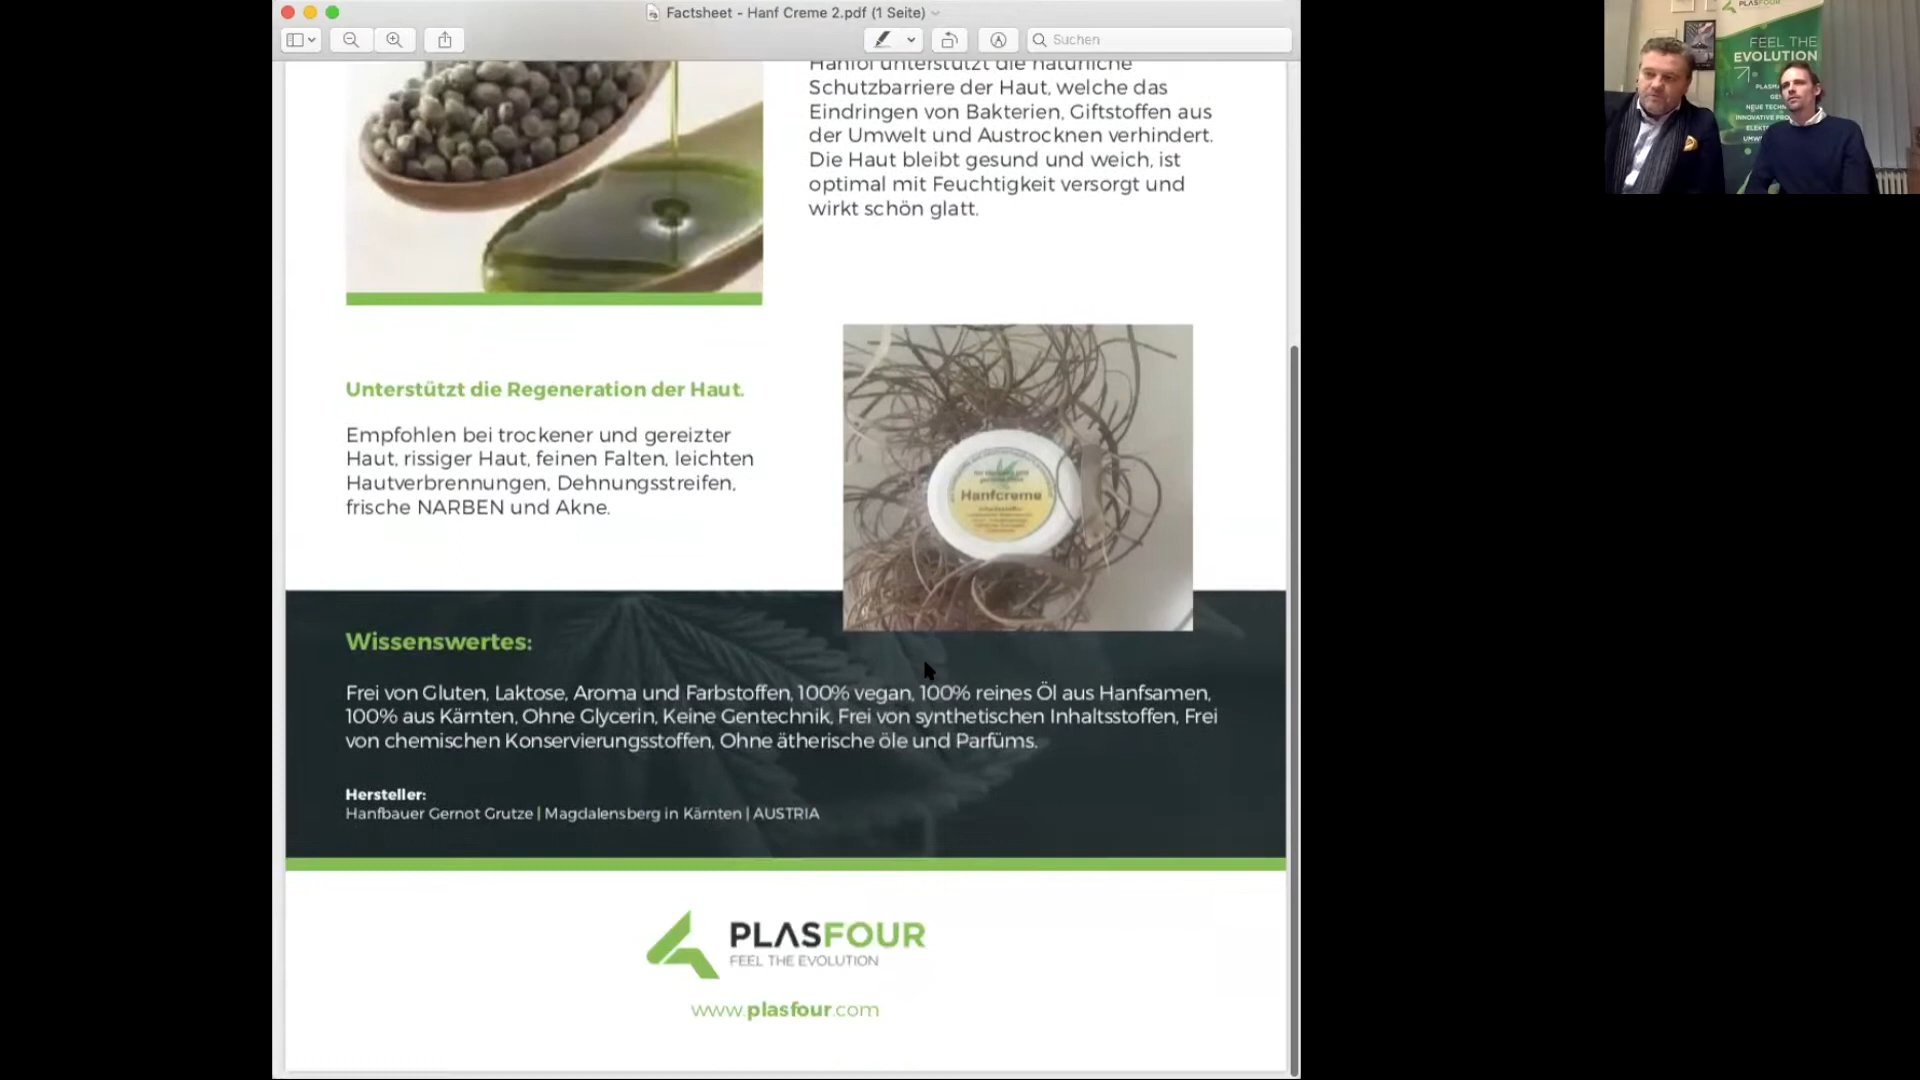 Factsheet - Hanf Creme 2.pdf (1 Seite)
Suchen
Hanföl unterstützt die natürliche
Schutzbarriere der Haut, welche das
Eindringen von Bakterien, Giftstoffen aus
der Umwelt und Austrocknen verhindert.
Die Haut bleibt gesund und weich, ist
optimal mit Feuchtigkeit versorgt und
wirkt schön glatt.
Unterstützt die Regeneration der Haut.
Empfohlen bei trockener und gereizter
Haut, rissiger Haut, feinen Falten, leichten
Hautverbrennungen, Dehnungsstreifen,
frische NARBEN und Akne.
Hanfcreme
Wissenswertes:
Frei von Gluten, Laktose, Aroma und Farbstoffen, 100% vegan, 100% reines Öl aus Hanfsamen,
100% aus Kärnten, Ohne Glycerin, Keine Gentechnik, Frei von synthetischen Inhaltsstoffen, Frei
von chemischen Konservierungsstoffen, Ohne ätherische öle und Parfüms.
Hersteller:
Hanfbauer Gernot Grutze | Magdalensberg in Kärnten | AUSTRIA
PLASFOUR
FEEL THE EVOLUTION
www.plasfour.com
PLASFOUR
FEEL THE
EVOLUTION